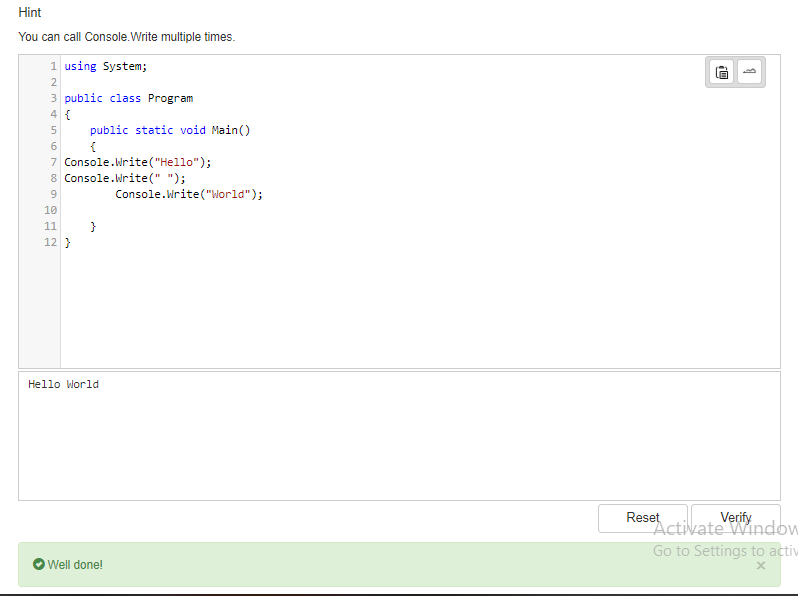 Hint
You can call Console.Write multiple times.
1 using System;
2
3 public class Program
4 {
5     public static void Main()
6     {
7 Console.Write("Hello");
8 Console.Write(" ");
9         Console.Write("World");
10
11     }
12 }
Hello World
Reset Verify
Activate Window
Go to Settings to activ
Well done! ×